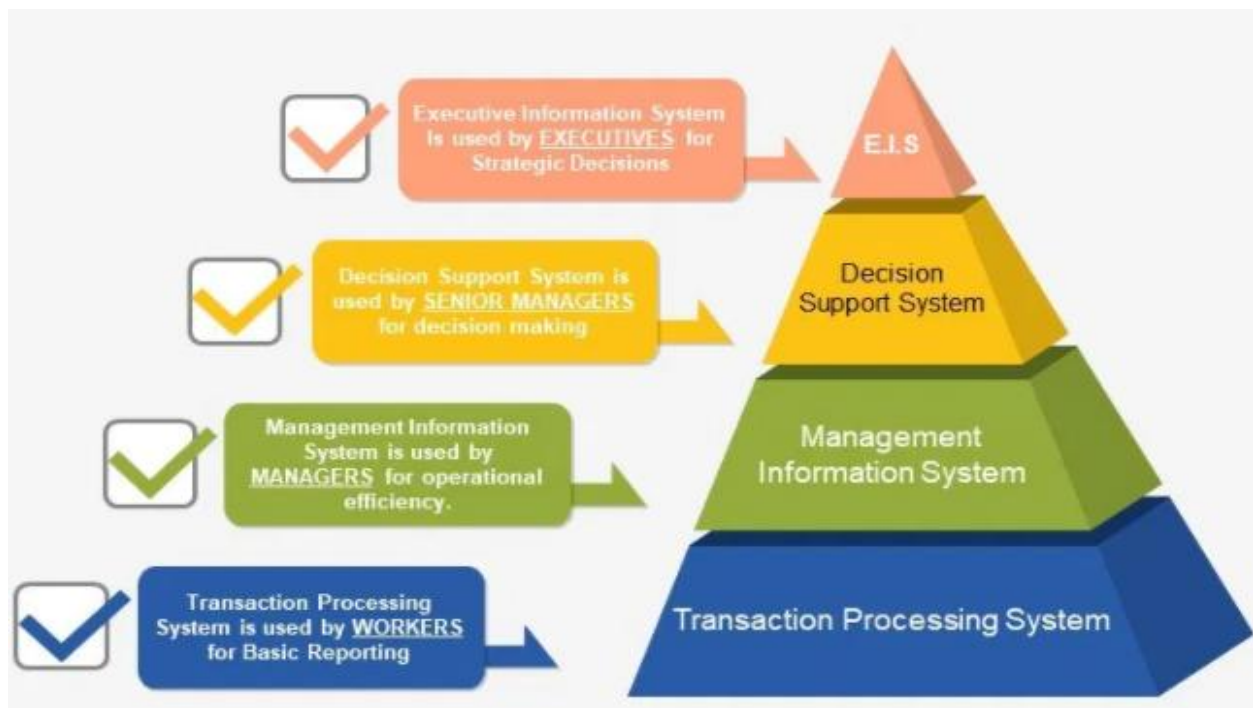 Executive Information System
is used by EXECUTIVES for
Strategic Decisions
E.I.S
Decision Support System is
used by SENIOR MANAGERS
for decision making
Decision
Support System
Management Information
System is used by
MANAGERS for operational
efficiency.
Management
Information System
Transaction Processing
System is used by WORKERS
for Basic Reporting
Transaction Processing System